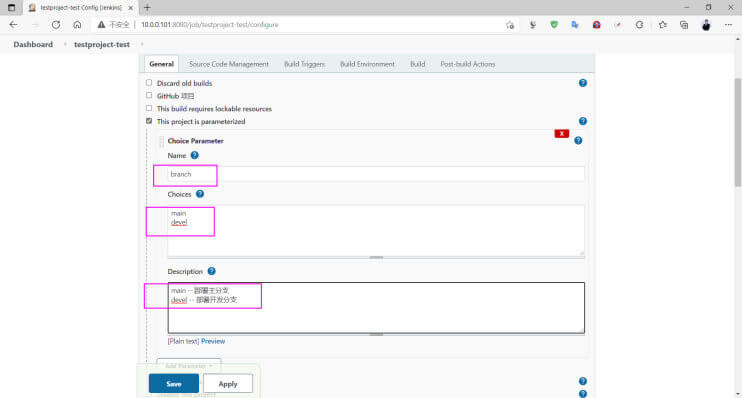 testproject-test Config [Jenkins]
不安全 | 10.0.0.101:8080/job/testproject-test/configure
Dashboard testproject-test
General Source Code Management Build Triggers Build Environment Build Post-build Actions
Discard old builds
GitHub 项目
This build requires lockable resources
This project is parameterized
X
Choice Parameter
Name
branch
Choices
main
devel
Description
main -- 部署主分支
devel -- 部署开发分支
[Plain text] Preview
Add Parameter
Save Apply